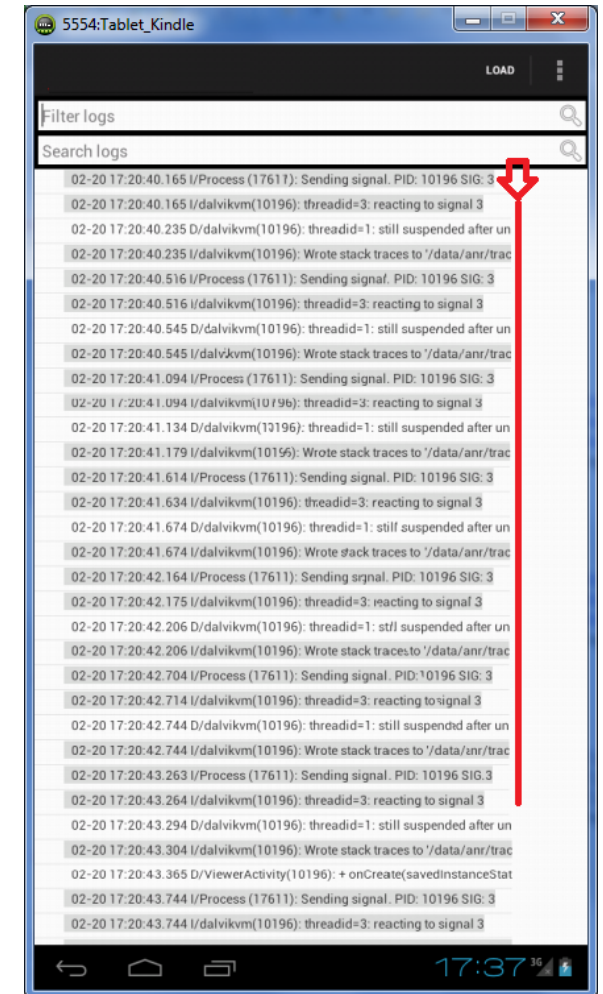 5554:Tablet_Kindle
LOAD
Filter logs
Search logs
02-20 17:20:40.165 I/Process (17611): Sending signal. PID: 10196 SIG: 3
02-20 17:20:40.165 I/dalvikvm(10196): threadid=3: reacting to signal 3
02-20 17:20:40.235 D/dalvikvm(10196): threadid=1: still suspended after un
02-20 17:20:40.235 I/dalvikvm(10196): Wrote stack traces to '/data/anr/trac
02-20 17:20:40.516 I/Process (17611): Sending signal. PID: 10196 SIG: 3
02-20 17:20:40.516 I/dalvikvm(10196): threadid=3: reacting to signal 3
02-20 17:20:40.545 D/dalvikvm(10196): threadid=1: still suspended after un
02-20 17:20:40.545 I/dalvikvm(10196): Wrote stack traces to '/data/anr/trac
02-20 17:20:41.094 I/Process (17611): Sending signal. PID: 10196 SIG: 3
02-20 17:20:41.094 I/dalvikvm(10196): threadid=3: reacting to signal 3
02-20 17:20:41.134 D/dalvikvm(10196): threadid=1: still suspended after un
02-20 17:20:41.179 I/dalvikvm(10196): Wrote stack traces to '/data/anr/trac
02-20 17:20:41.614 I/Process (17611): Sending signal. PID: 10196 SIG: 3
02-20 17:20:41.634 I/dalvikvm(10196): threadid=3: reacting to signal 3
02-20 17:20:41.674 D/dalvikvm(10196): threadid=1: still suspended after un
02-20 17:20:41.674 I/dalvikvm(10196): Wrote stack traces to '/data/anr/trac
02-20 17:20:42.164 I/Process (17611): Sending signal. PID: 10196 SIG: 3
02-20 17:20:42.175 I/dalvikvm(10196): threadid=3: reacting to signal 3
02-20 17:20:42.206 D/dalvikvm(10196): threadid=1: still suspended after un
02-20 17:20:42.206 I/dalvikvm(10196): Wrote stack traces to '/data/anr/trac
02-20 17:20:42.704 I/Process (17611): Sending signal. PID: 10196 SIG: 3
02-20 17:20:42.714 I/dalvikvm(10196): threadid=3: reacting to signal 3
02-20 17:20:42.744 D/dalvikvm(10196): threadid=1: still suspended after un
02-20 17:20:42.744 I/dalvikvm(10196): Wrote stack traces to '/data/anr/trac
02-20 17:20:43.263 I/Process (17611): Sending signal. PID: 10196 SIG: 3
02-20 17:20:43.264 I/dalvikvm(10196): threadid=3: reacting to signal 3
02-20 17:20:43.294 D/dalvikvm(10196): threadid=1: still suspended after un
02-20 17:20:43.304 I/dalvikvm(10196): Wrote stack traces to '/data/anr/trac
02-20 17:20:43.365 D/ViewerActivity(10196): + onCreate(savedInstanceStat
02-20 17:20:43.744 I/Process (17611): Sending signal. PID: 10196 SIG: 3
02-20 17:20:43.744 I/dalvikvm(10196): threadid=3: reacting to signal 3
17:37 3G